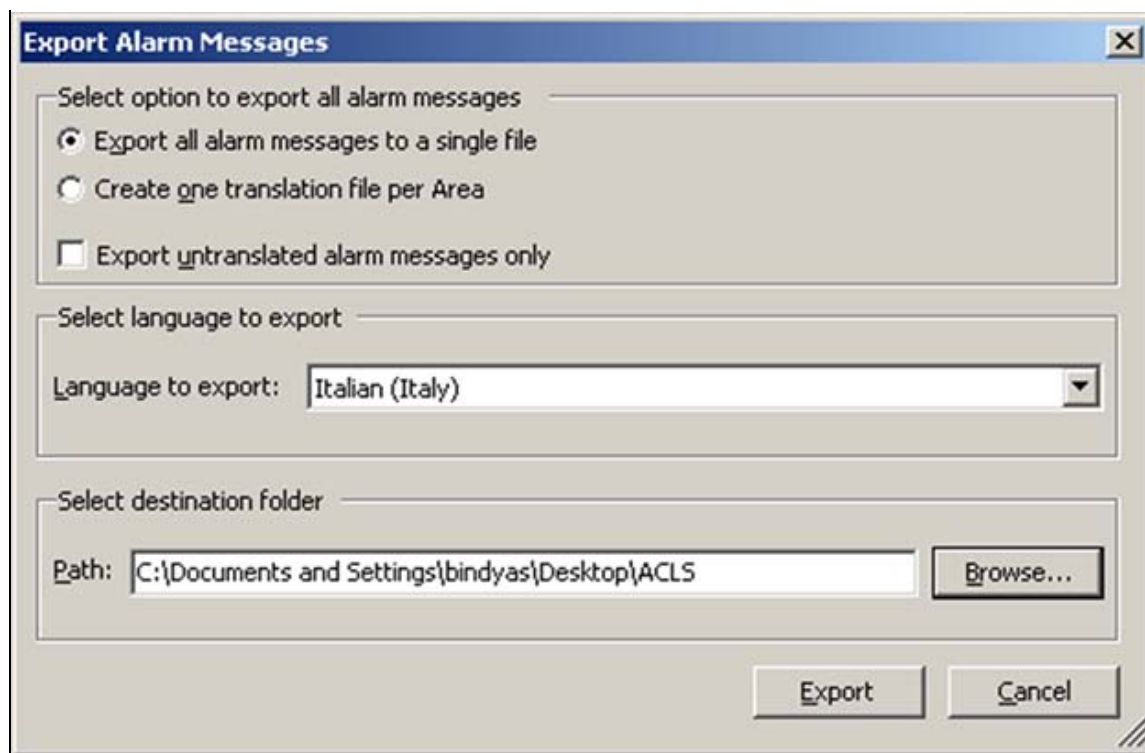 Export Alarm Messages
Select option to export all alarm messages
Export all alarm messages to a single file
Create one translation file per Area
Export untranslated alarm messages only
Select language to export
Language to export: Italian (Italy)
Select destination folder
Path: C:\Documents and Settings\bindyas\Desktop\ACLS Browse...
Export Cancel